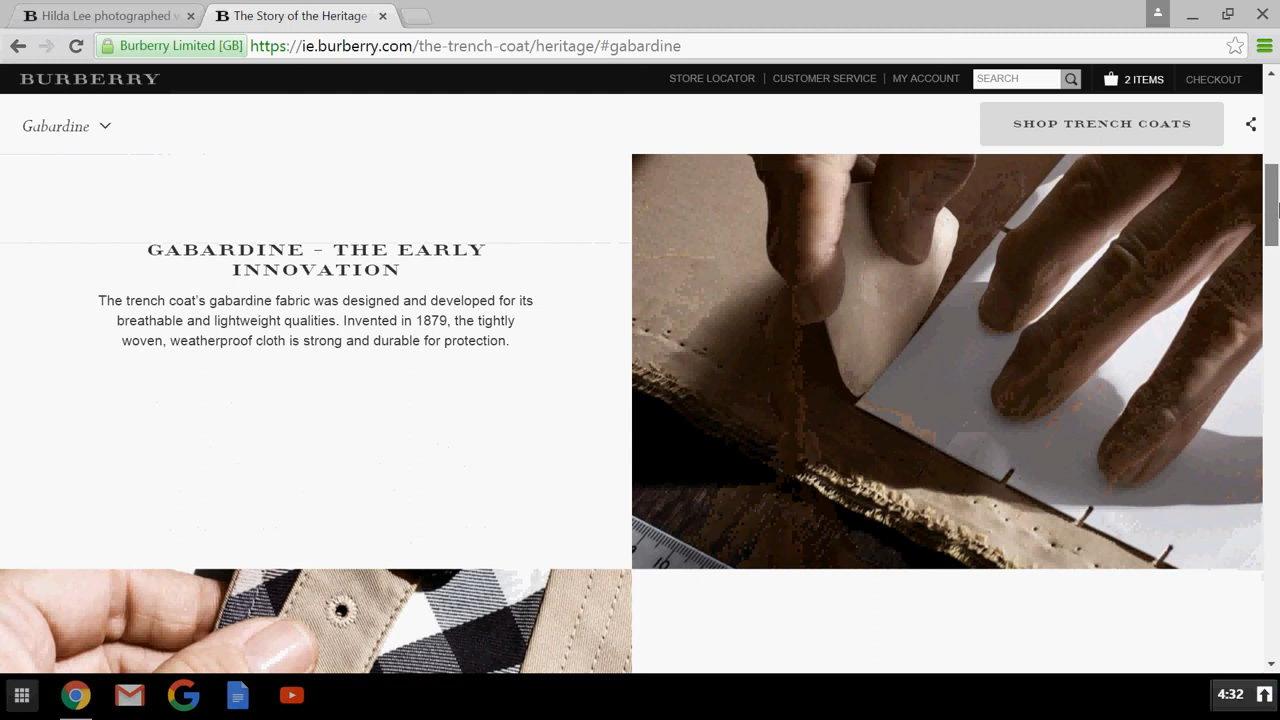 Hilda Lee photographed
The Story of the Heritage
Burberry Limited [GB]
https://ie.burberry.com/the-trench-coat/heritage/#gabardine
BURBERRY
STORE LOCATOR
CUSTOMER SERVICE
MY ACCOUNT
SEARCH
2 ITEMS
CHECKOUT
Gabardine
SHOP TRENCH COATS
GABARDINE – THE EARLY
INNOVATION
The trench coat's gabardine fabric was designed and developed for its
breathable and lightweight qualities. Invented in 1879, the tightly
woven, weatherproof cloth is strong and durable for protection.
4:32